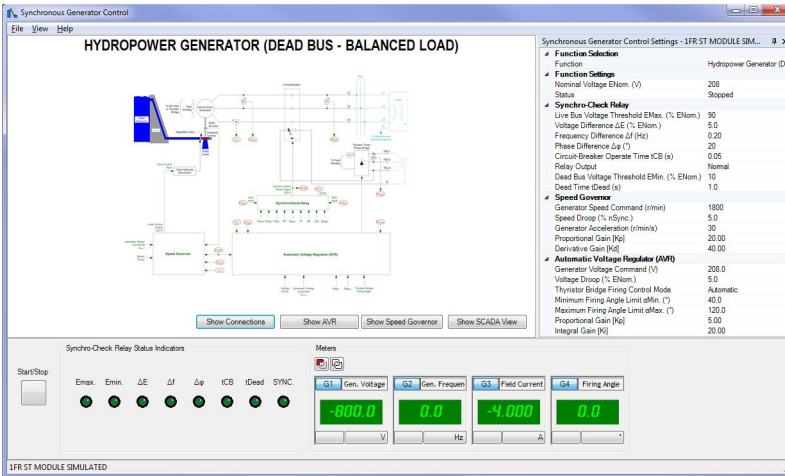 Synchronous Generator Control
File View Help
HYDROPOWER GENERATOR (DEAD BUS - BALANCED LOAD)
Circuit-Breaker
Synchro-Check Relay
Speed Governor
Automatic Voltage Regulator (AVR)
Show Connections
Show AVR
Show Speed Governor
Show SCADA View
Synchronous Generator Control Settings - 1FR ST MODULE SIM...
Function Selection
Function Hydropower Generator (D
Function Settings
Nominal Voltage ENom. (V) 208
Status Stopped
Synchro-Check Relay
Live Bus Voltage Threshold EMax. (% ENom.) 90
Voltage Difference ΔE (% ENom.) 5.0
Frequency Difference Δf (Hz) 0.20
Phase Difference Δφ (°) 20
Circuit-Breaker Operate Time tCB (s) 0.05
Relay Output Normal
Dead Bus Voltage Threshold EMin. (% ENom.) 10
Dead Time tDead (s) 1.0
Speed Governor
Generator Speed Command (r/min) 1800
Speed Droop (% nSync.) 5.0
Generator Acceleration (r/min/s) 30
Proportional Gain [Kp] 20.00
Derivative Gain [Kd] 40.00
Automatic Voltage Regulator (AVR)
Generator Voltage Command (V) 208.0
Voltage Droop (% ENom.) 5.0
Thyristor Bridge Firing Control Mode Automatic
Minimum Firing Angle Limit αMin. (°) 40.0
Maximum Firing Angle Limit αMax. (°) 120.0
Proportional Gain [Kp] 5.00
Integral Gain [Ki] 20.00
Start/Stop
Synchro-Check Relay Status Indicators
Emax. Emin. ΔE Δf Δφ tCB tDead SYNC.
Meters
G1 Gen. Voltage
G2 Gen. Frequen
G3 Field Current
G4 Firing Angle
-800.0
0.0
-4.000
0.0
V
Hz
A
°
1FR ST MODULE SIMULATED